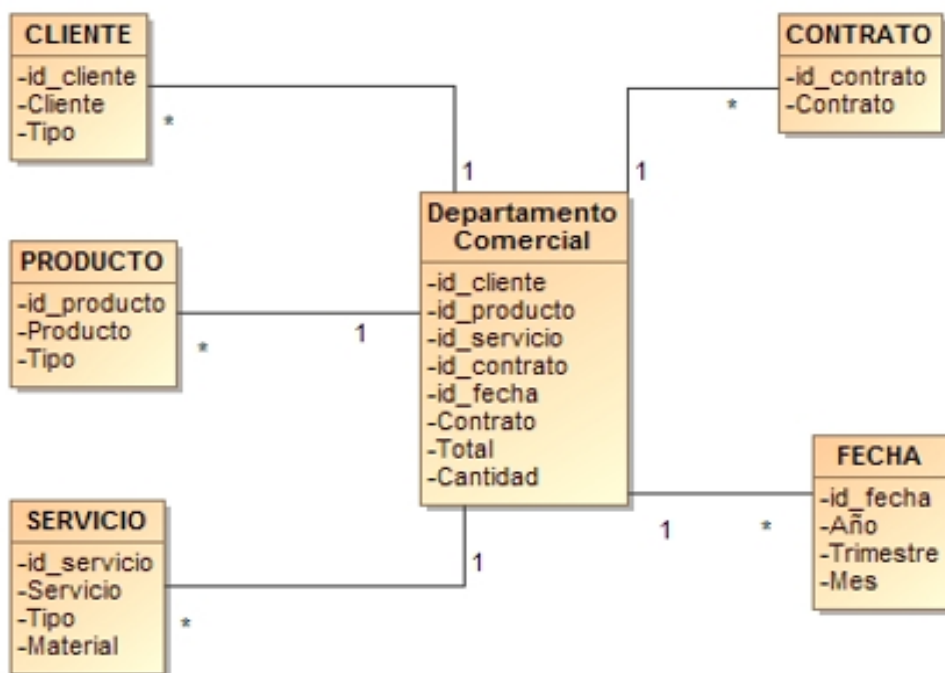 CLIENTE
-id_cliente
-Cliente
-Tipo
*
1
CONTRATO
-id_contrato
-Contrato
*
1
PRODUCTO
-id_producto
-Producto
-Tipo
*
1
Departamento
Comercial
-id_cliente
-id_producto
-id_servicio
-id_contrato
-id_fecha
-Contrato
-Total
-Cantidad
SERVICIO
-id_servicio
-Servicio
-Tipo
-Material
*
1
FECHA
-id_fecha
-Año
-Trimestre
-Mes
1
*